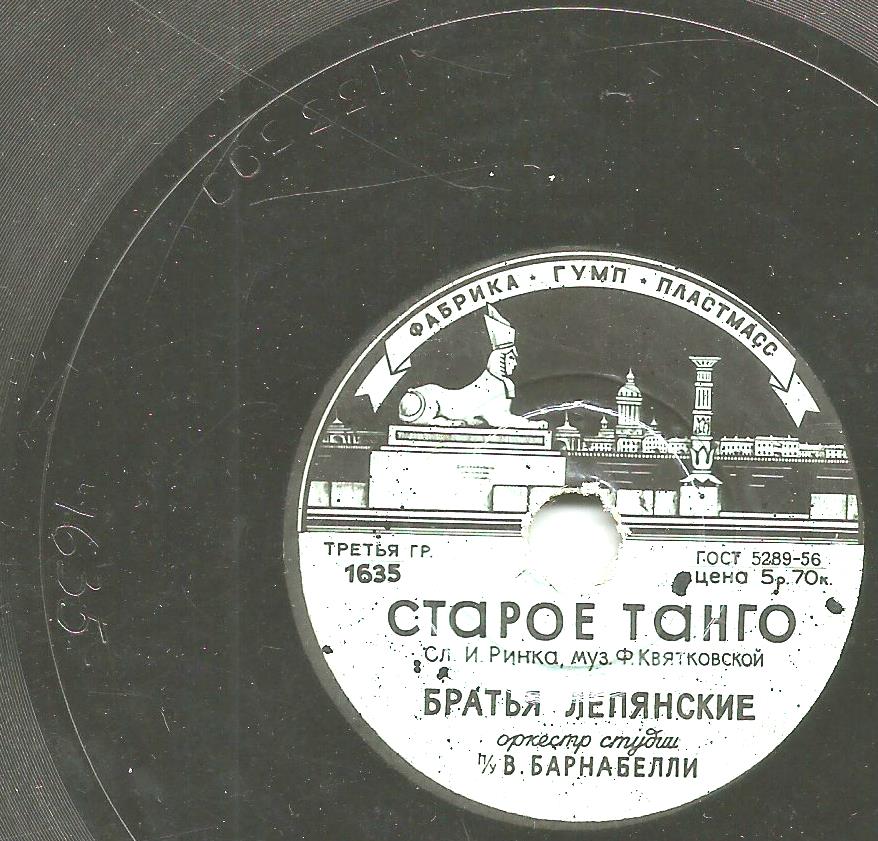 ФАБРИКА • ГУМП • ПЛАСТМАСС
ТРЕТЬЯ ГР.
1635
ГОСТ 5289-56
цена 5р.70к.
СТАРОЕ ТАНГО
Сл. И. Ринка, муз. Ф. Квятковской
БРАТЬЯ ЛЕПЯНСКИЕ
оркестр студии
п/у В. БАРНАБЕЛЛИ
1635